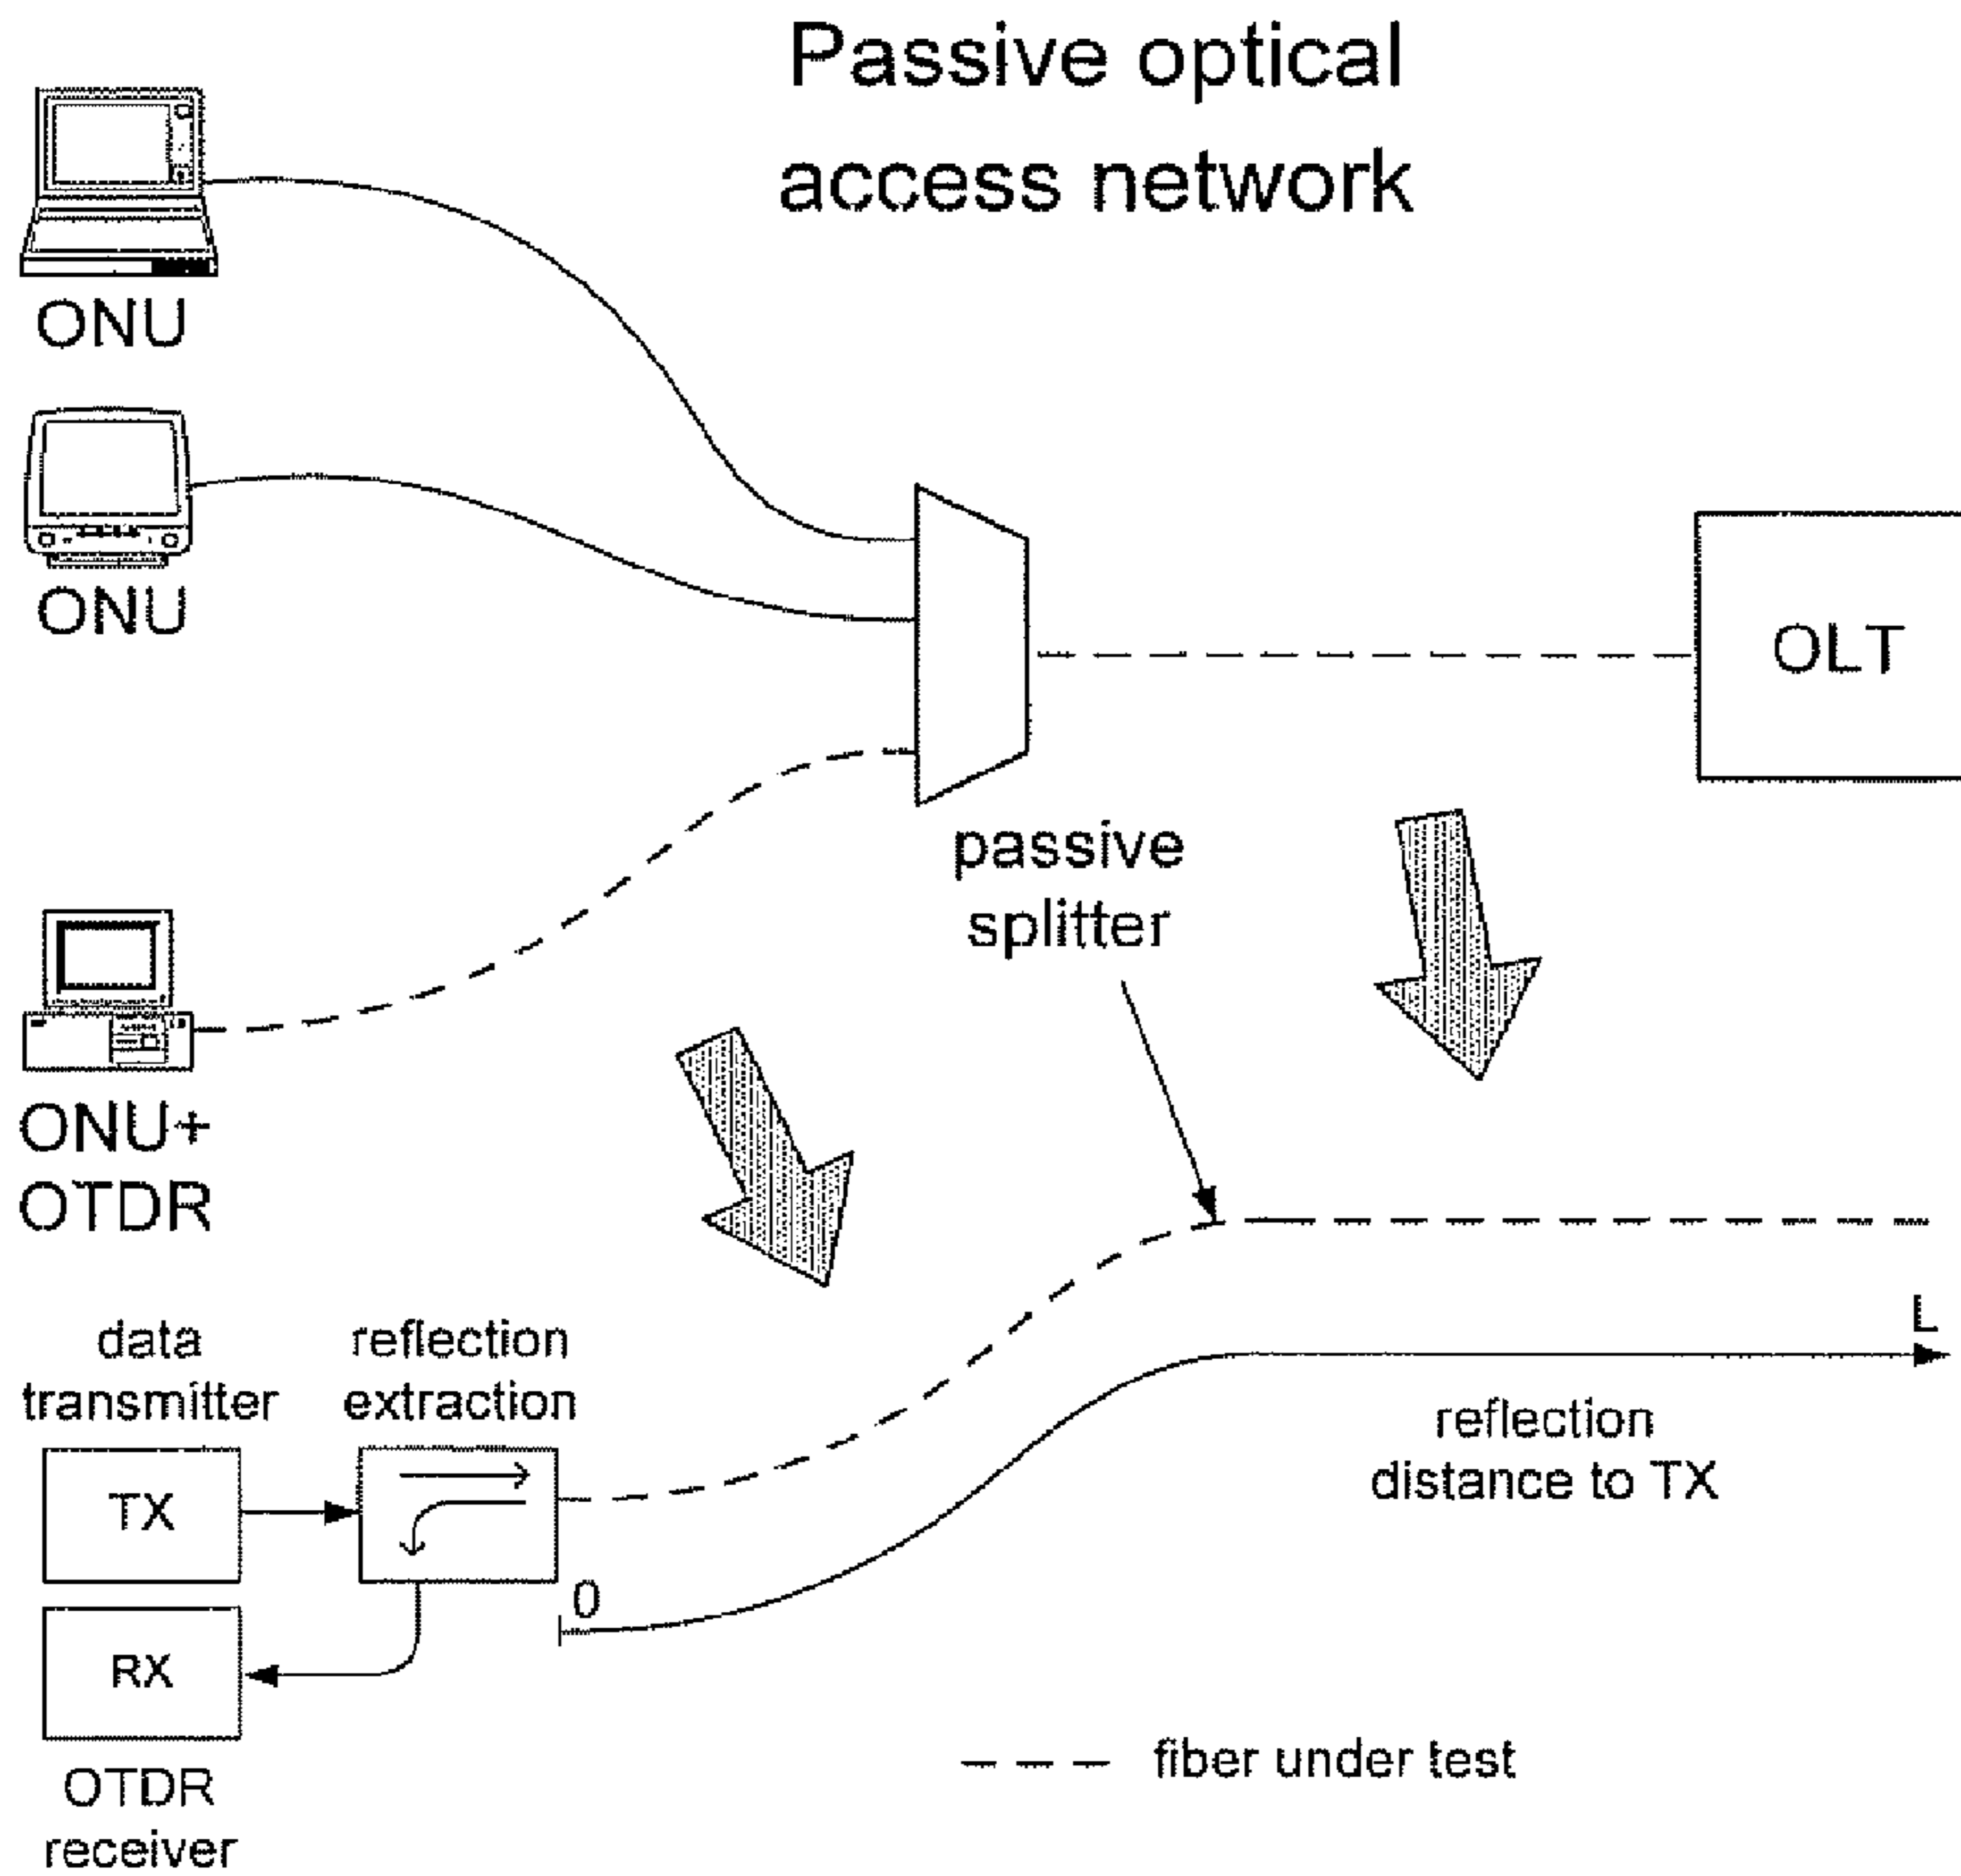 Passive optical
access network
ONU
ONU
OLT
passive
splitter
ONU+
OTDR
data
transmitter
reflection
extraction
L
reflection
distance to TX
TX
0
RX
OTDR
receiver
fiber under test